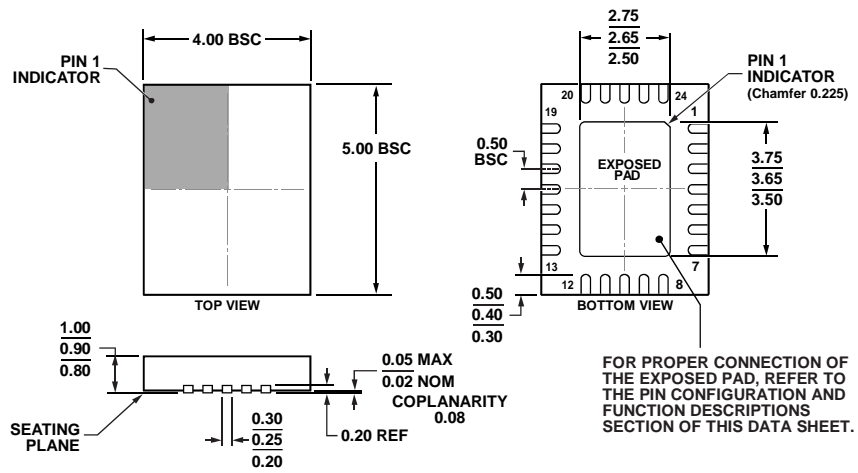 4.00 BSC
PIN 1
INDICATOR
5.00 BSC
TOP VIEW
2.75
2.65
2.50
PIN 1
INDICATOR
(Chamfer 0.225)
20
24
19
1
0.50
BSC
EXPOSED
PAD
3.75
3.65
3.50
13
7
12
8
BOTTOM VIEW
0.50
0.40
0.30
1.00
0.90
0.80
0.05 MAX
0.02 NOM
COPLANARITY
0.08
SEATING
PLANE
0.30
0.25
0.20
0.20 REF
FOR PROPER CONNECTION OF
THE EXPOSED PAD, REFER TO
THE PIN CONFIGURATION AND
FUNCTION DESCRIPTIONS
SECTION OF THIS DATA SHEET.